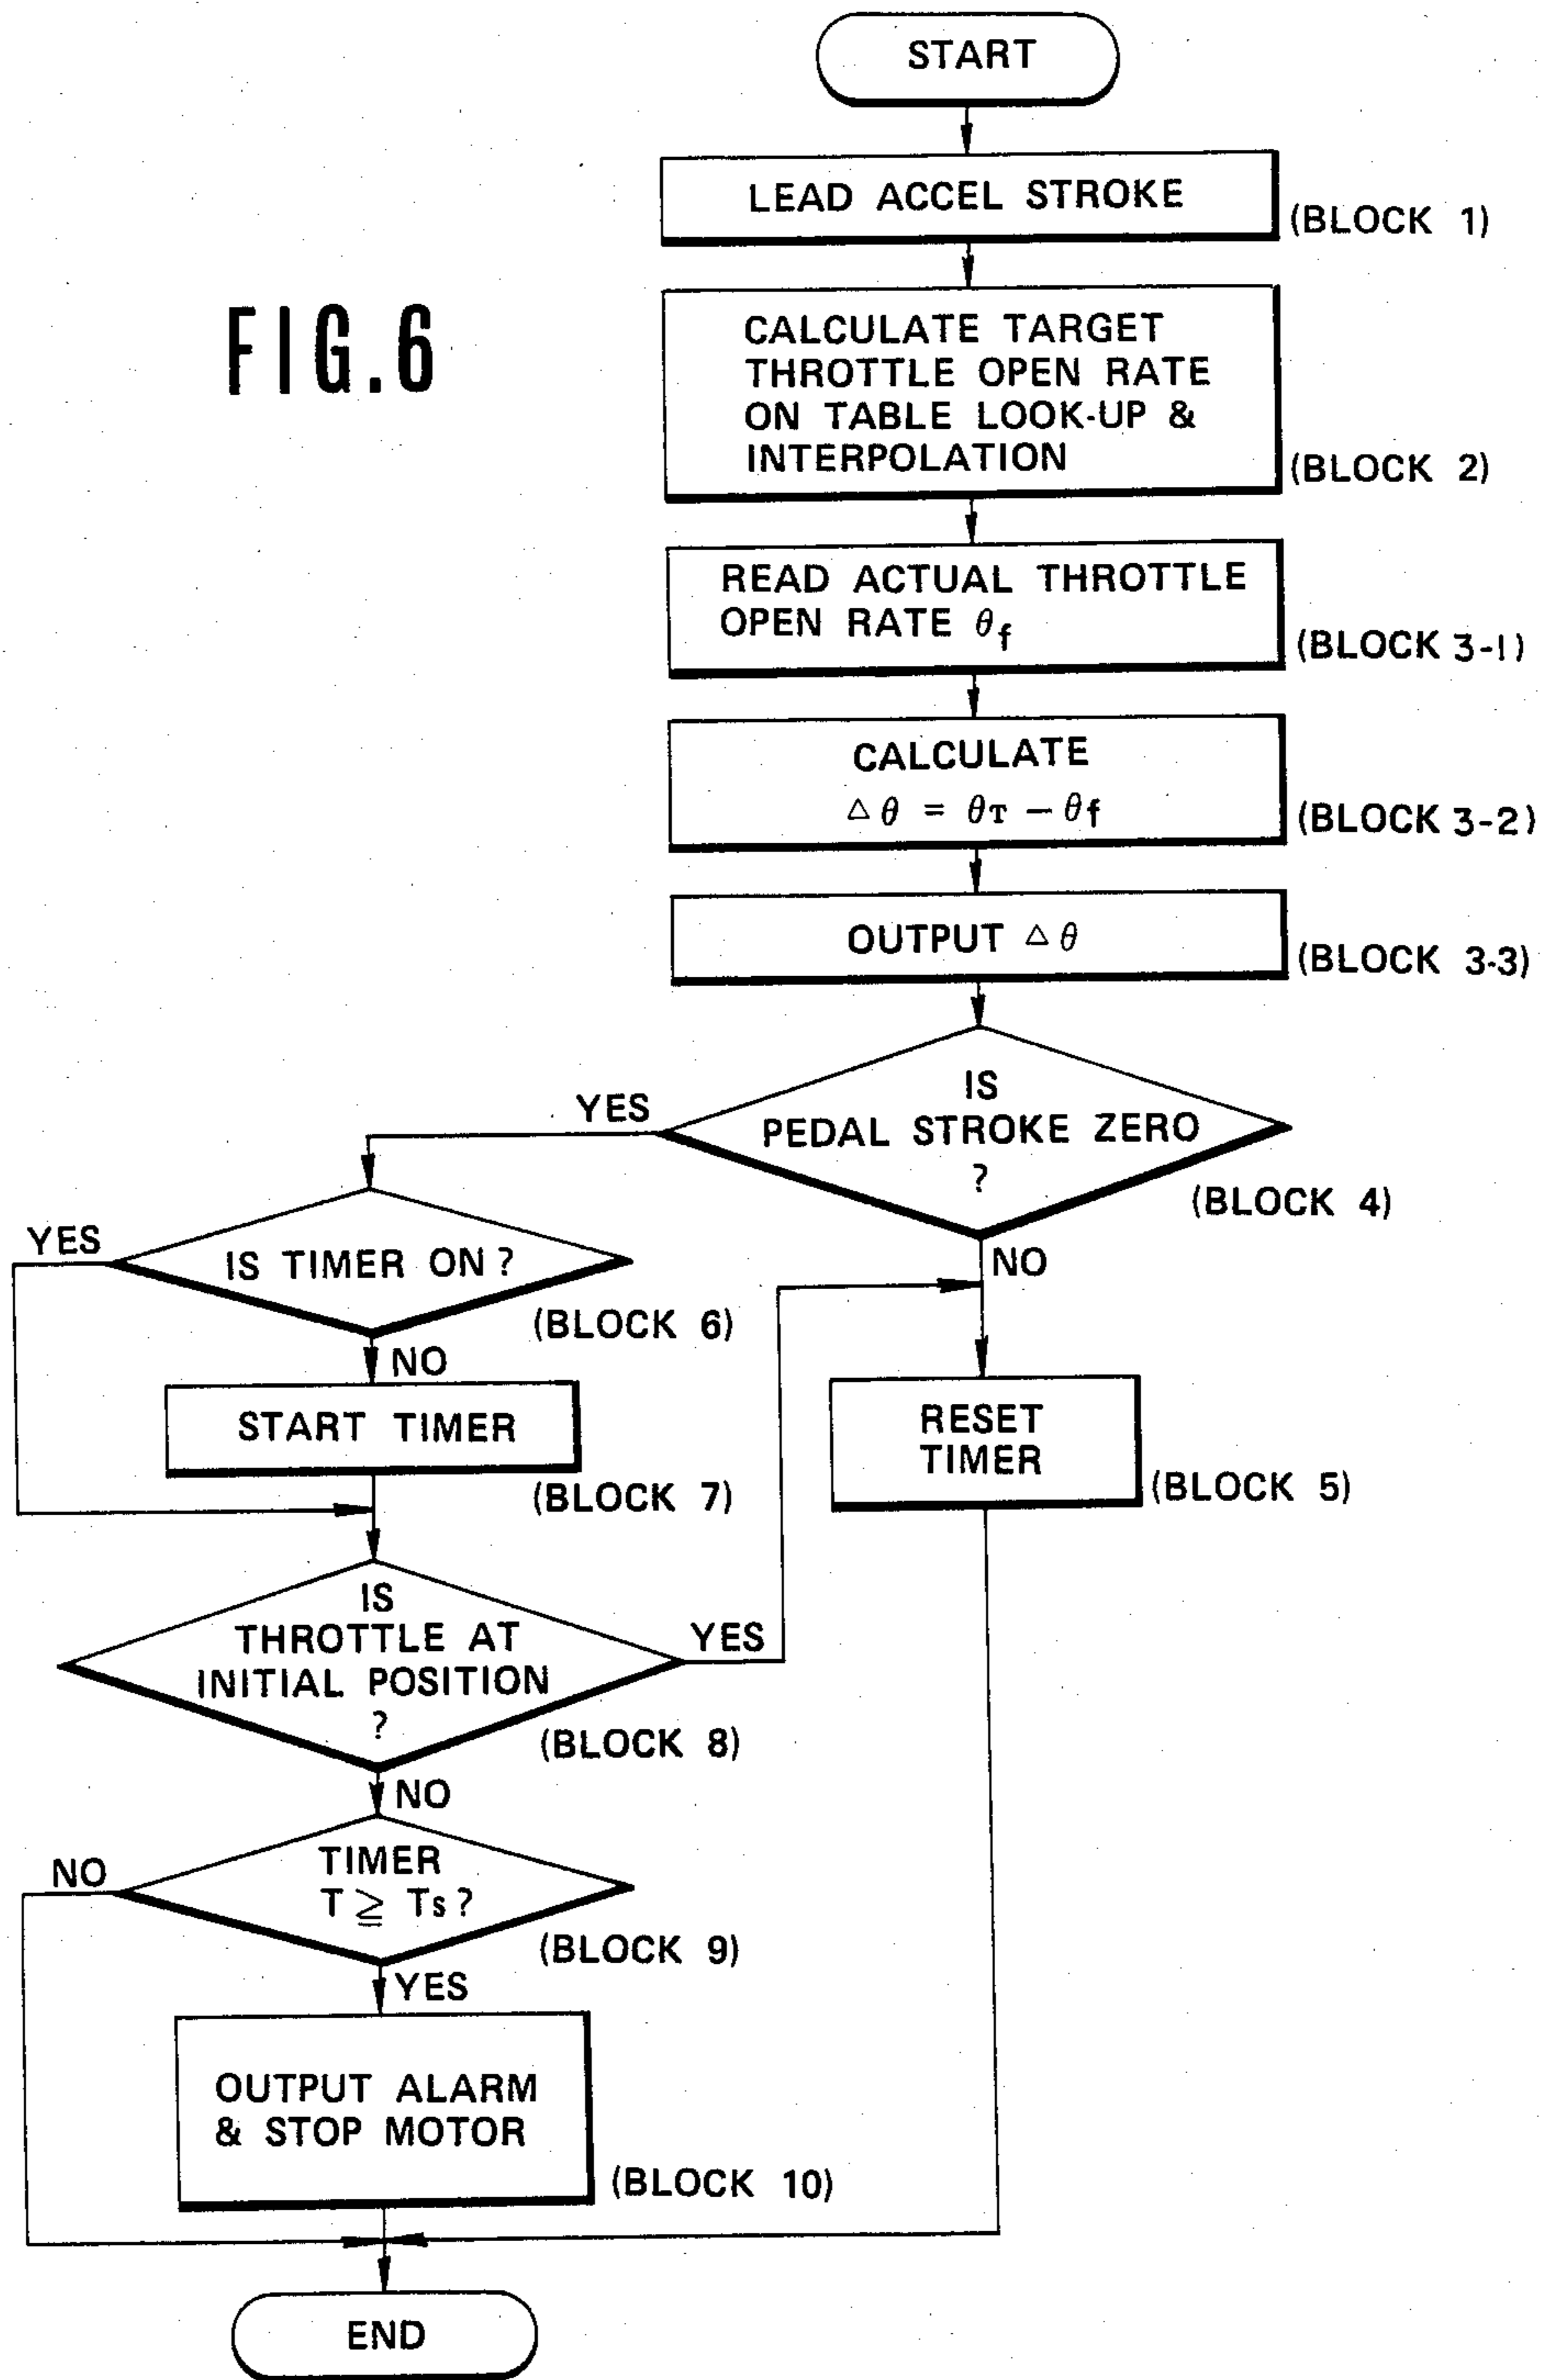 START
LEAD ACCEL STROKE
(BLOCK 1)
FIG.6
CALCULATE TARGET
THROTTLE OPEN RATE
ON TABLE LOOK-UP &
INTERPOLATION
(BLOCK 2)
READ ACTUAL THROTTLE
OPEN RATE θf
(BLOCK 3-1)
CALCULATE
△θ = θT − θf
(BLOCK 3-2)
OUTPUT △θ
(BLOCK 3-3)
IS
PEDAL STROKE ZERO
?
(BLOCK 4)
YES
NO
IS TIMER ON ?
(BLOCK 6)
YES
NO
START TIMER
(BLOCK 7)
RESET
TIMER
(BLOCK 5)
IS
THROTTLE AT
INITIAL POSITION
?
(BLOCK 8)
YES
NO
TIMER
T ≧ Ts ?
(BLOCK 9)
NO
YES
OUTPUT ALARM
& STOP MOTOR
(BLOCK 10)
END